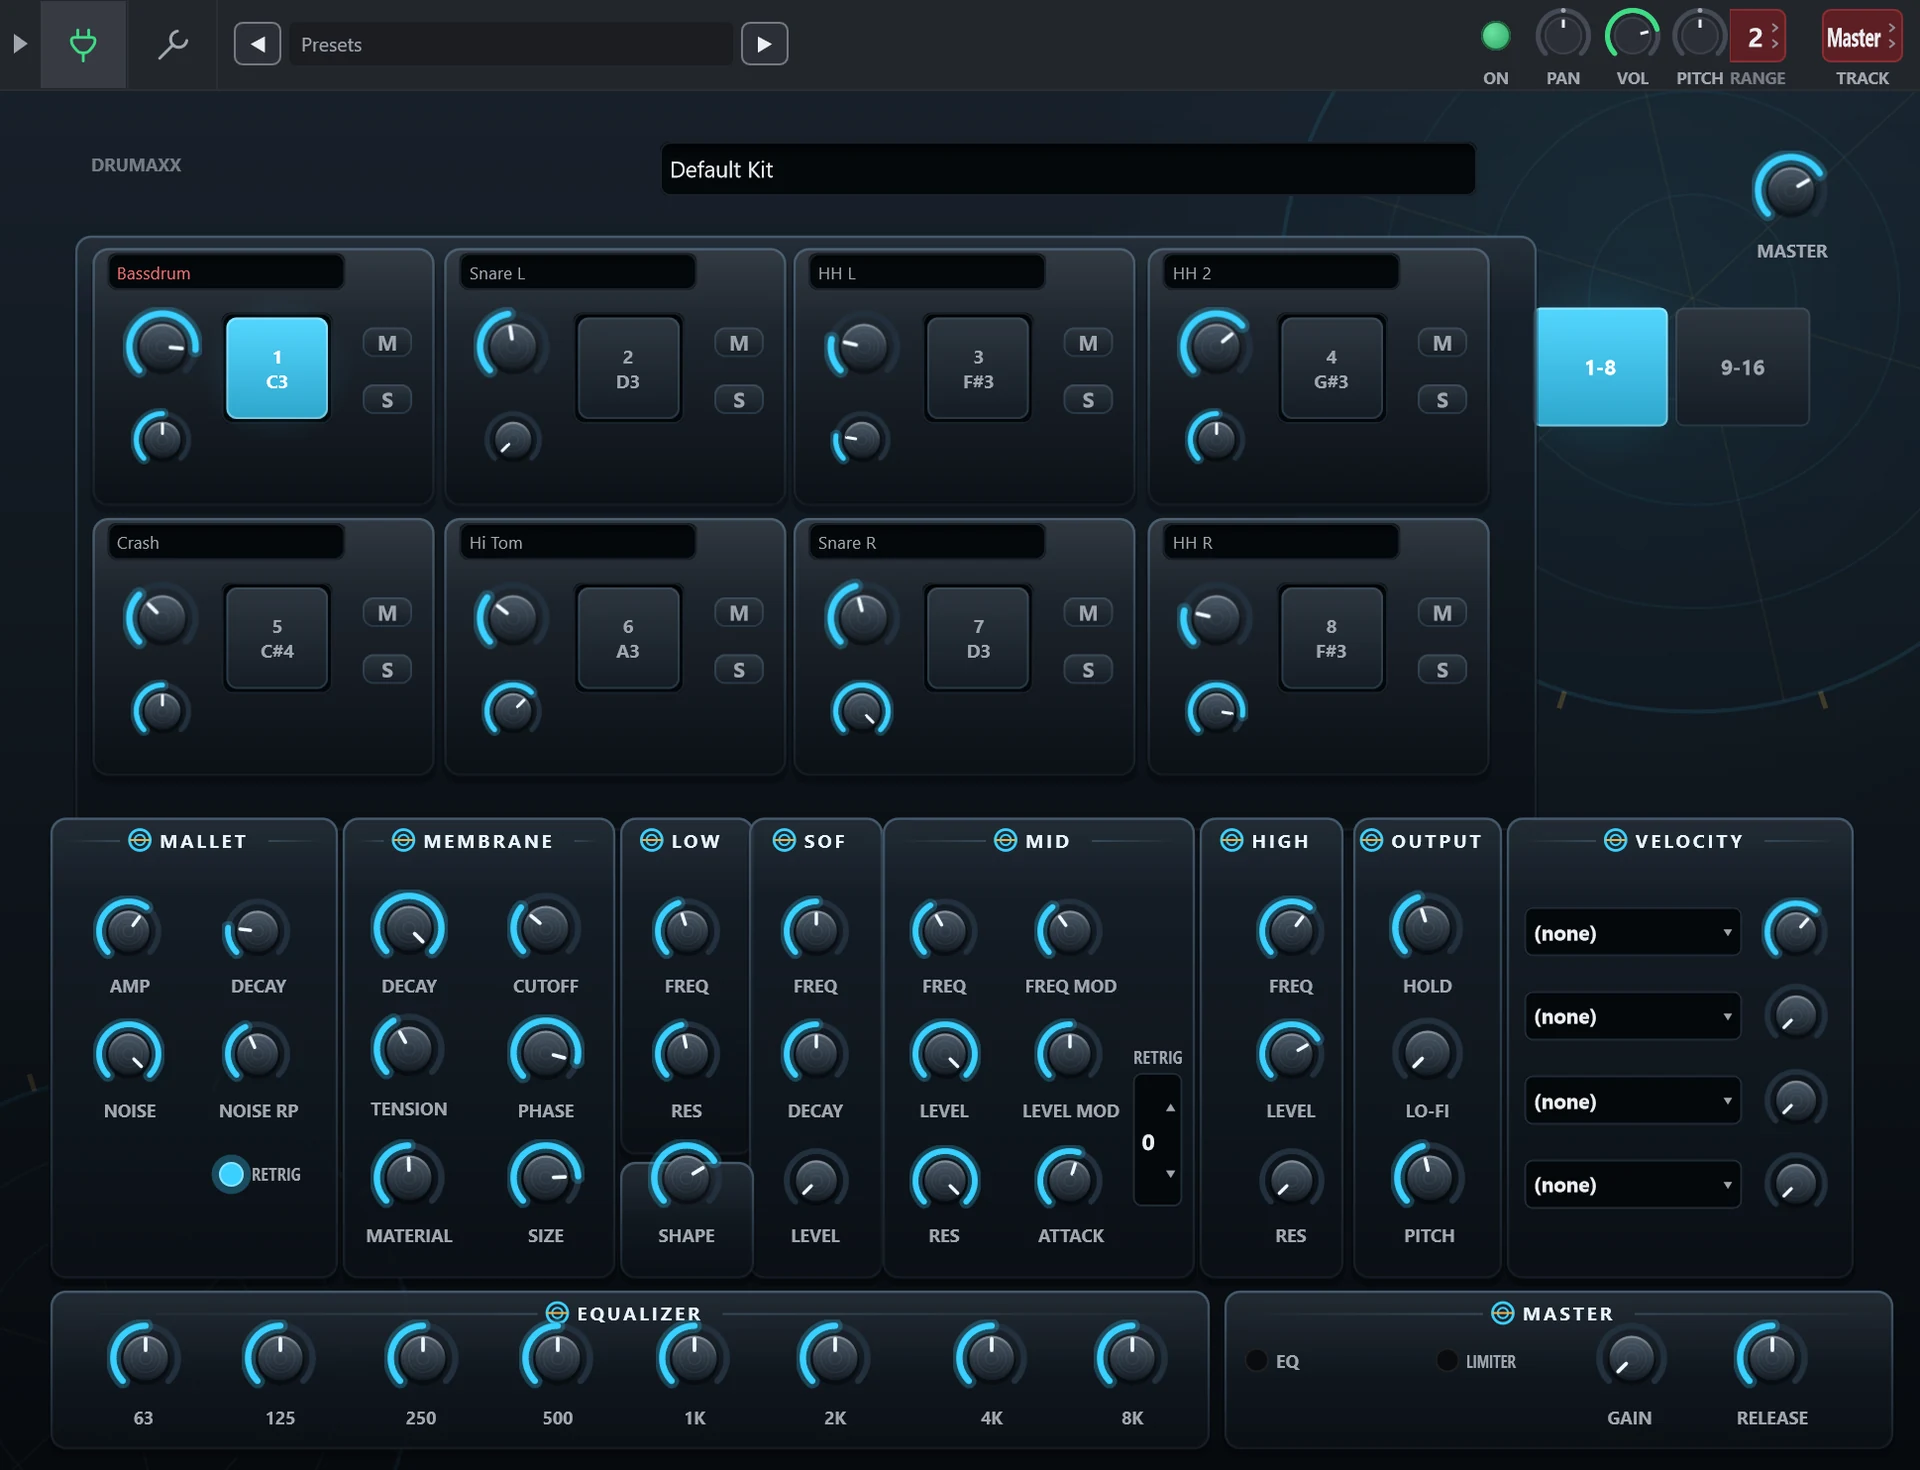 Presets
2
Master
ON
PAN
VOL
PITCH
RANGE
TRACK
DRUMAXX
Default Kit
MASTER
Bassdrum
1
C3
M
S
Snare L
2
D3
M
S
HH L
3
F#3
M
S
HH 2
4
G#3
M
S
1-8
9-16
Crash
5
C#4
M
S
Hi Tom
6
A3
M
S
Snare R
7
D3
M
S
HH R
8
F#3
M
S
MALLET
AMP
DECAY
NOISE
NOISE RP
RETRIG
MEMBRANE
DECAY
CUTOFF
TENSION
PHASE
MATERIAL
SIZE
LOW
FREQ
RES
SHAPE
SOF
FREQ
DECAY
LEVEL
MID
FREQ
FREQ MOD
LEVEL
LEVEL MOD
RES
ATTACK
RETRIG
0
HIGH
FREQ
LEVEL
RES
OUTPUT
HOLD
LO-FI
PITCH
VELOCITY
(none)
(none)
(none)
(none)
EQUALIZER
63
125
250
500
1K
2K
4K
8K
MASTER
EQ
LIMITER
GAIN
RELEASE